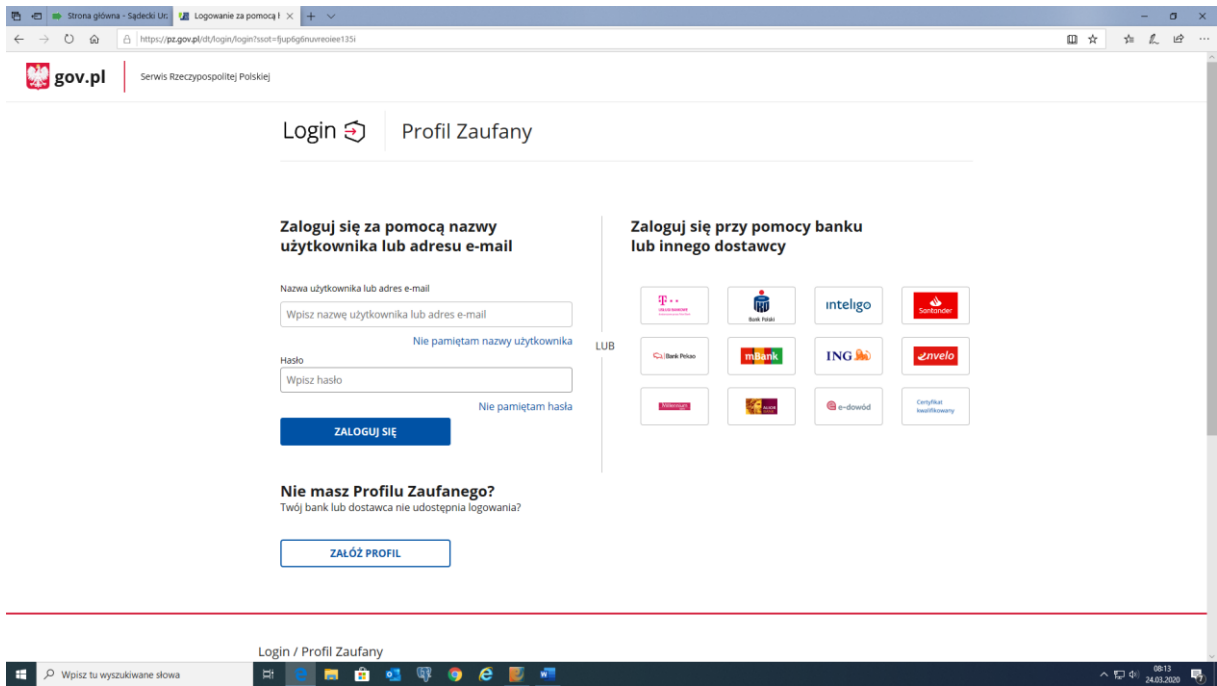 Strona główna - Sądecki Urz
Logowanie za pomocą l
https://pz.gov.pl/dt/login/login?ssot=fjup6g6nuvreoiee135i
gov.pl
Serwis Rzeczypospolitej Polskiej
Login
Profil Zaufany
Zaloguj się za pomocą nazwy
użytkownika lub adresu e-mail
Nazwa użytkownika lub adres e-mail
Wpisz nazwę użytkownika lub adres e-mail
Nie pamiętam nazwy użytkownika
Hasło
Wpisz hasło
Nie pamiętam hasła
ZALOGUJ SIĘ
LUB
Zaloguj się przy pomocy banku
lub innego dostawcy
T
Bank Polski
inteligo
Santander
Bank Pekao
mBank
ING
envelo
Millennium
e-dowód
Certyfikat
kwalifikowany
Nie masz Profilu Zaufanego?
Twój bank lub dostawca nie udostępnia logowania?
ZAŁÓŻ PROFIL
Login / Profil Zaufany
Wpisz tu wyszukiwane słowa
08:13
24.03.2020